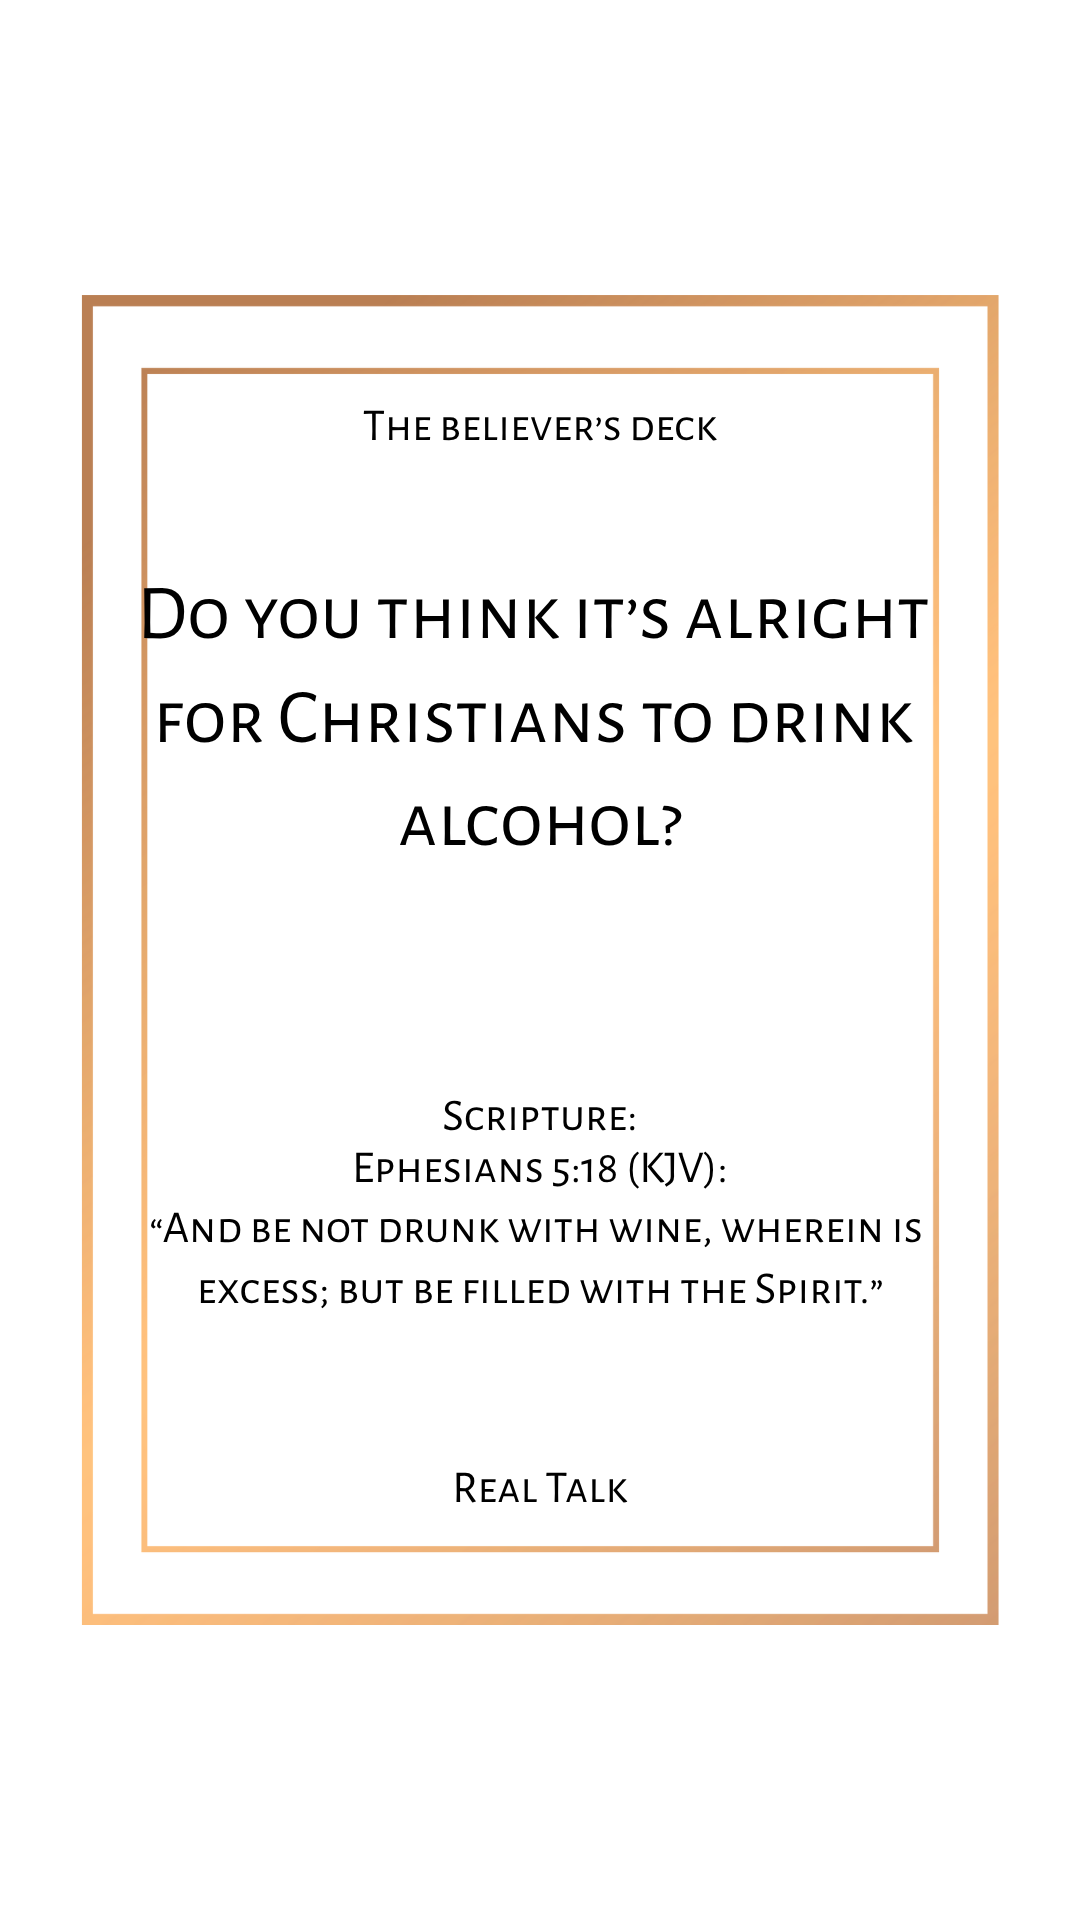 The believer’s deck
Do you think it’s alright
for Christians to drink
alcohol?
Scripture:
Ephesians 5:18 (KJV):
“And be not drunk with wine, wherein is
excess; but be filled with the Spirit.”
Real Talk